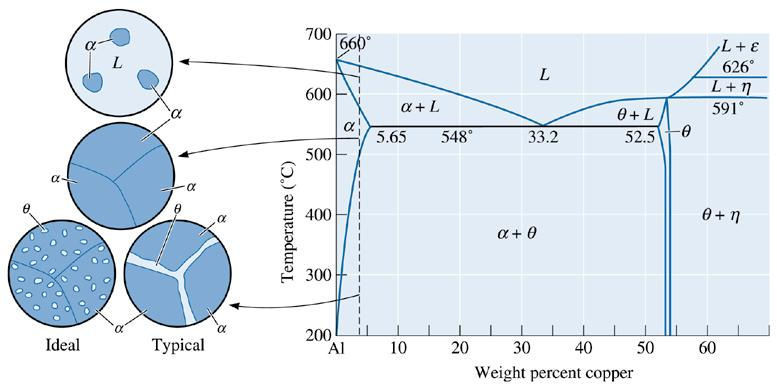 α
L
α
α
α
α
θ
θ
α
α
α
Ideal
Typical
Temperature (°C)
700
600
500
400
300
200
660°
L
α + L
θ + L
α
5.65
548°
33.2
52.5
θ
L + ε
626°
L + η
591°
α + θ
θ + η
Al
10
20
30
40
50
60
Weight percent copper